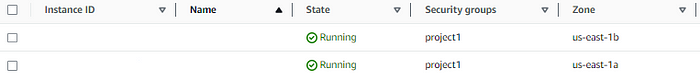 Instance ID Name State Security groups Zone
Running project1 us-east-1b
Running project1 us-east-1a